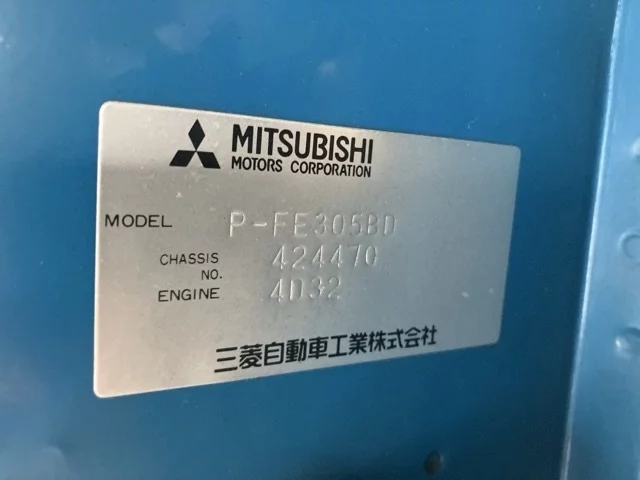 MITSUBISHI
MOTORS CORPORATION
MODEL P-FE305BD
CHASSIS NO. 424470
ENGINE 4D32
三菱自動車工業株式会社